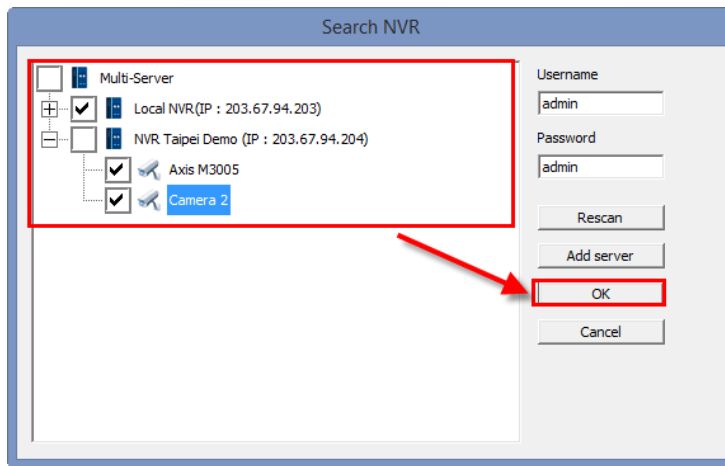 Search NVR
Multi-Server
Local NVR(IP : 203.67.94.203)
NVR Taipei Demo (IP : 203.67.94.204)
Axis M3005
Camera 2
Username
admin
Password
admin
Rescan
Add server
OK
Cancel